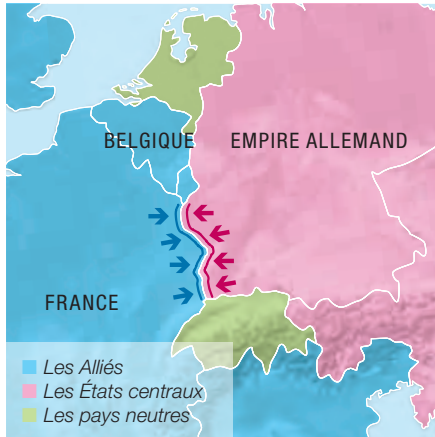 BELGIQUE
EMPIRE ALLEMAND
FRANCE
Les Alliés
Les États centraux
Les pays neutres